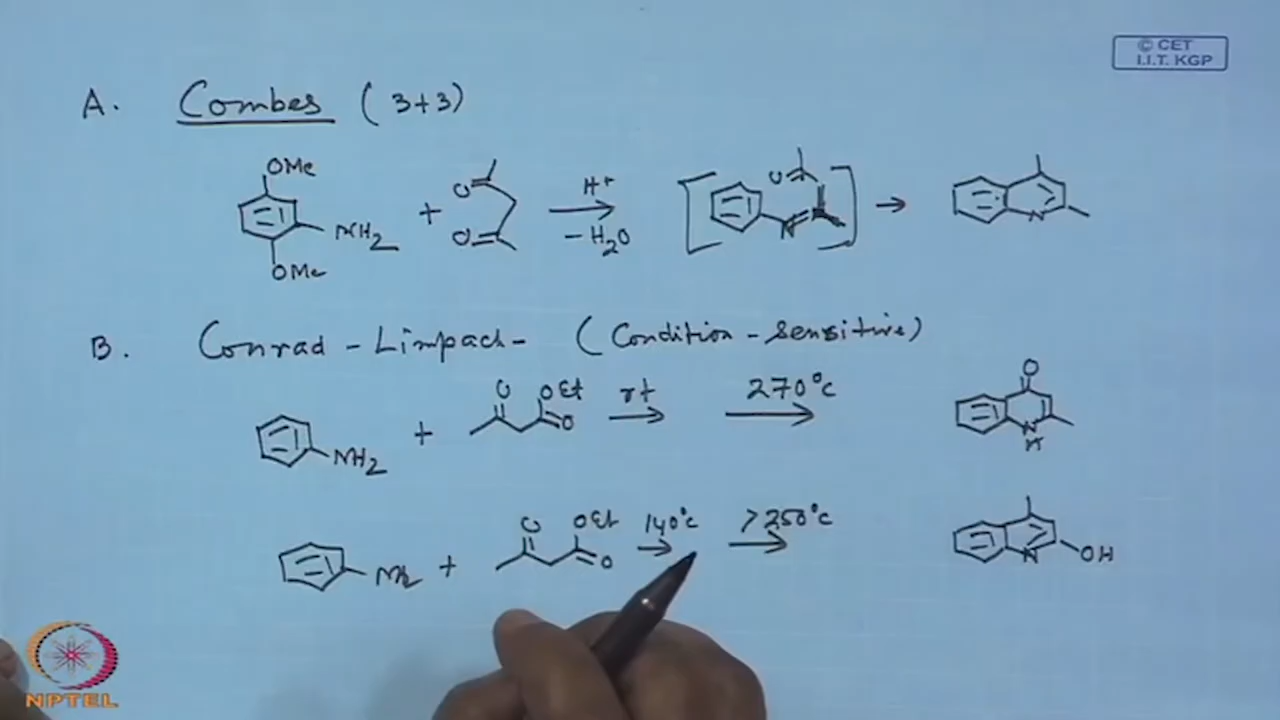 © CET
I.I.T. KGP
A. Combes (3+3)
OMe
NH2
OMe
+
O
O
H+
- H2O
O
N
N
B. Conrad - Limpach - (Condition - Sensitive)
NH2
+
O
OEt
O
rt
270°C
O
N
H
NH2
+
O
OEt
O
140°C
>250°C
N
OH
NPTEL